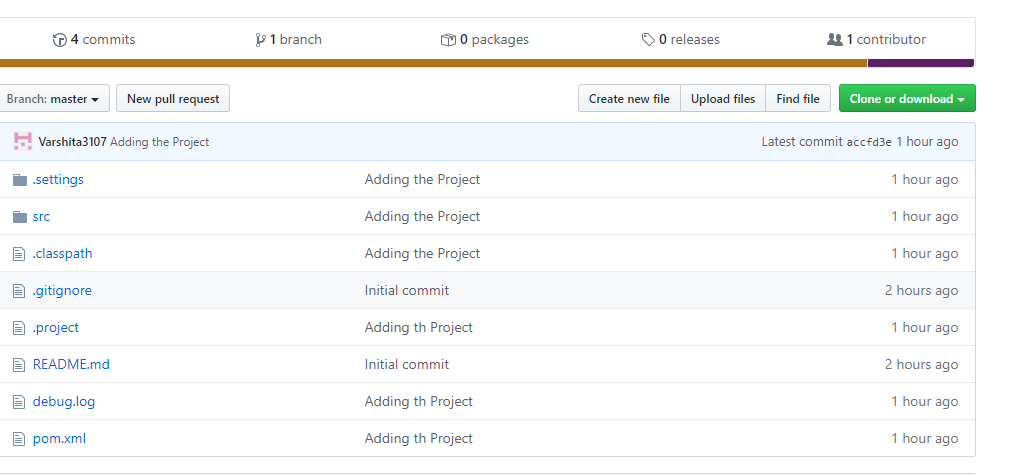 4 commits 1 branch 0 packages 0 releases 1 contributor
Branch: master New pull request Create new file Upload files Find file Clone or download
Varshita3107 Adding the Project Latest commit accfd3e 1 hour ago
.settings Adding the Project 1 hour ago
src Adding the Project 1 hour ago
.classpath Adding the Project 1 hour ago
.gitignore Initial commit 2 hours ago
.project Adding th Project 1 hour ago
README.md Initial commit 2 hours ago
debug.log Adding th Project 1 hour ago
pom.xml Adding th Project 1 hour ago